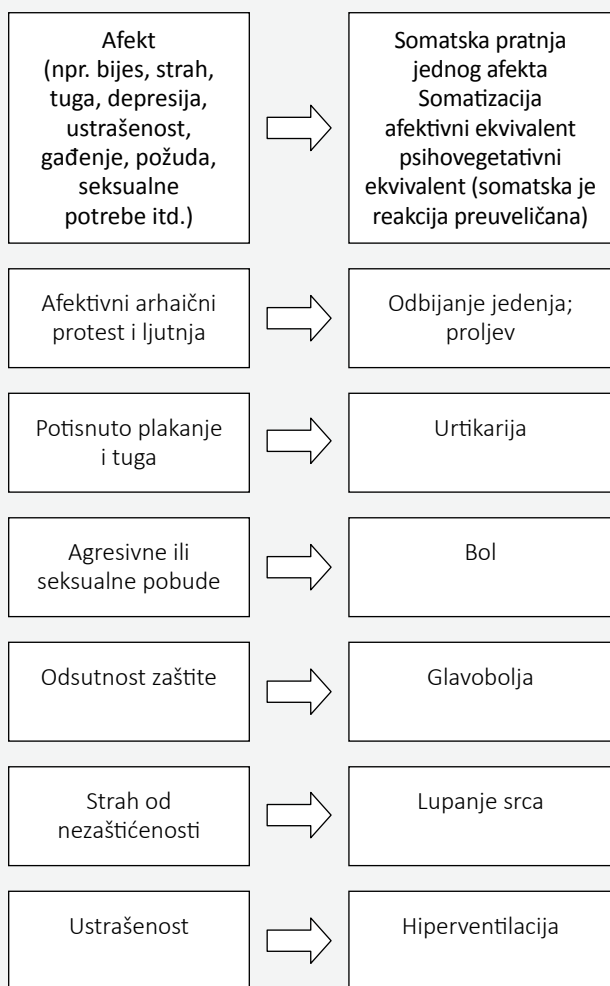 Afekt
(npr. bijes, strah,
tuga, depresija,
ustrašenost,
gađenje, požuda,
seksualne
potrebe itd.)
Somatska pratnja
jednog afekta
Somatizacija
afektivni ekvivalent
psihovegetativni
ekvivalent (somatska je
reakcija preuveličana)
Afektivni arhaični
protest i ljutnja
Odbijanje jedenja;
proljev
Potisnuto plakanje
i tuga
Urtikarija
Agresivne ili
seksualne pobude
Bol
Odsutnost zaštite
Glavobolja
Strah od
nezaštićenosti
Lupanje srca
Ustrašenost
Hiperventilacija